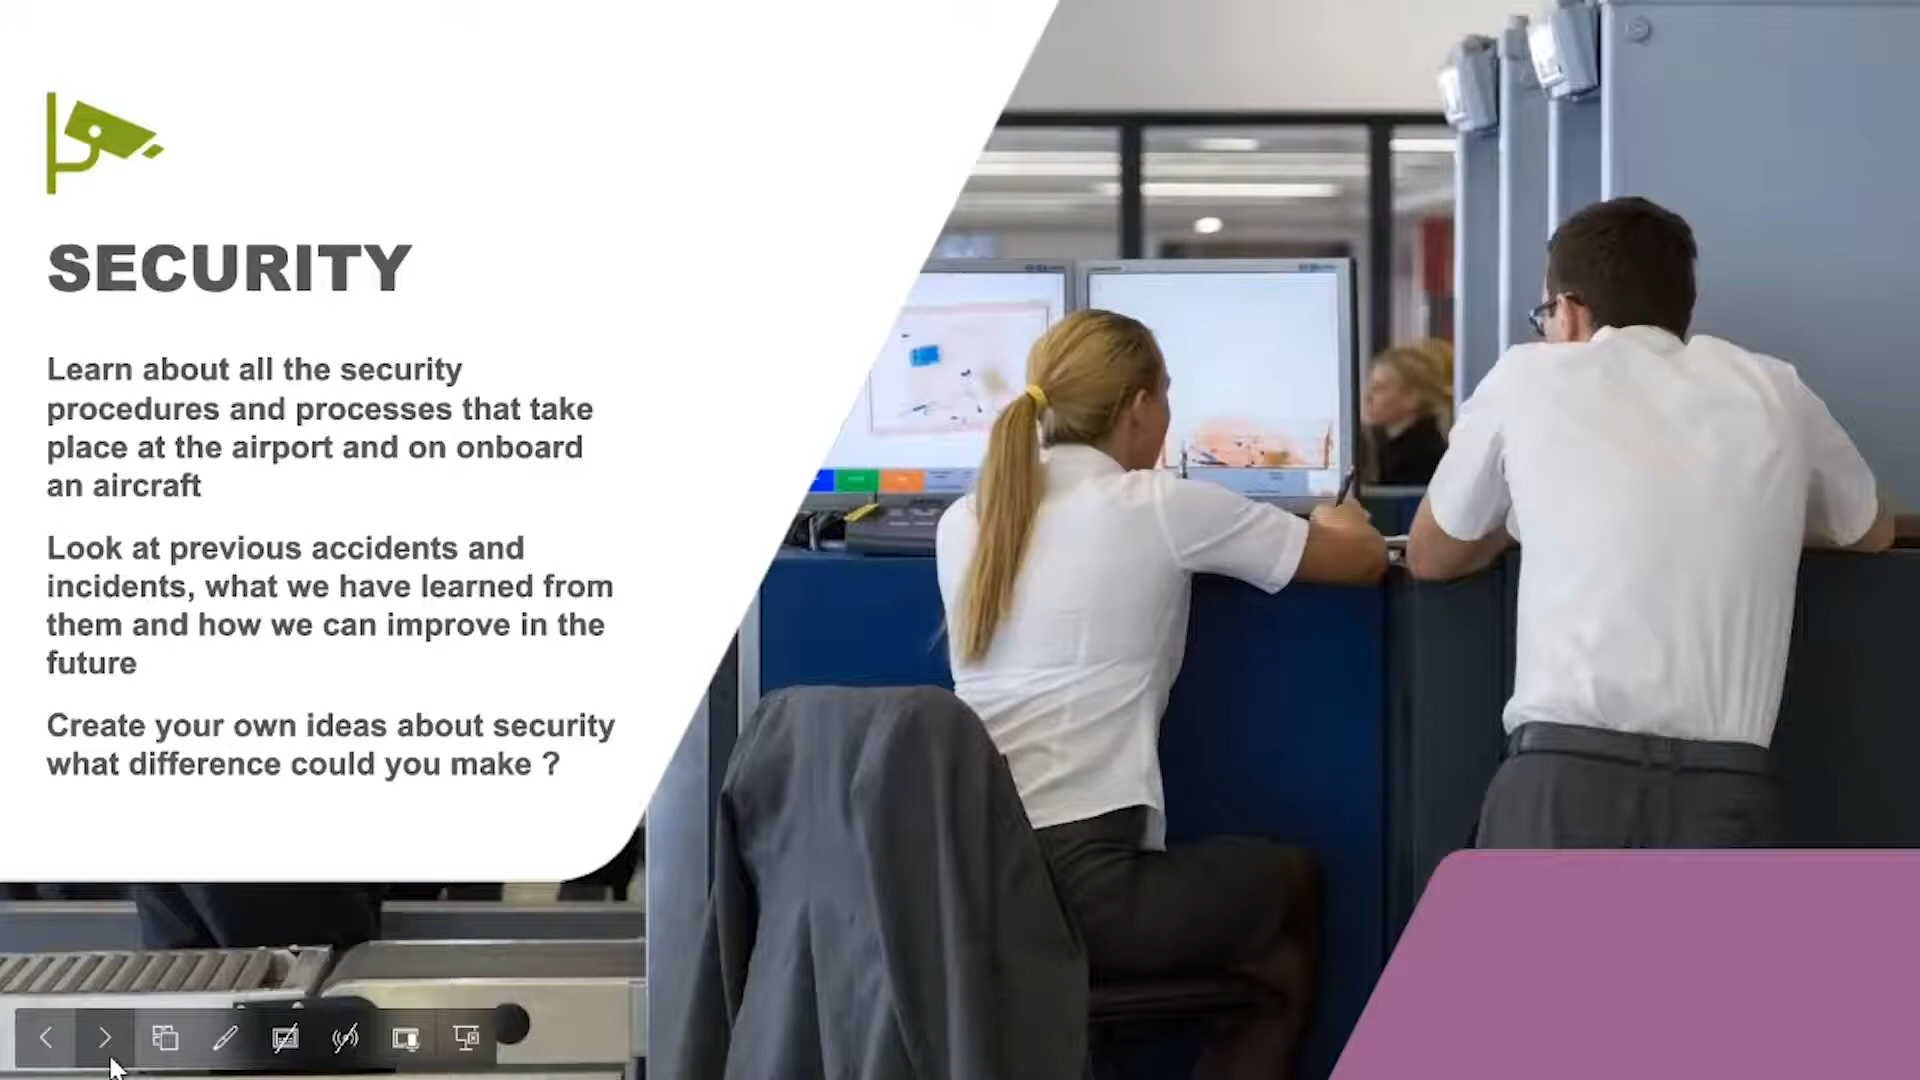 SECURITY
Learn about all the security
procedures and processes that take
place at the airport and on onboard
an aircraft
Look at previous accidents and
incidents, what we have learned from
them and how we can improve in the
future
Create your own ideas about security
what difference could you make ?